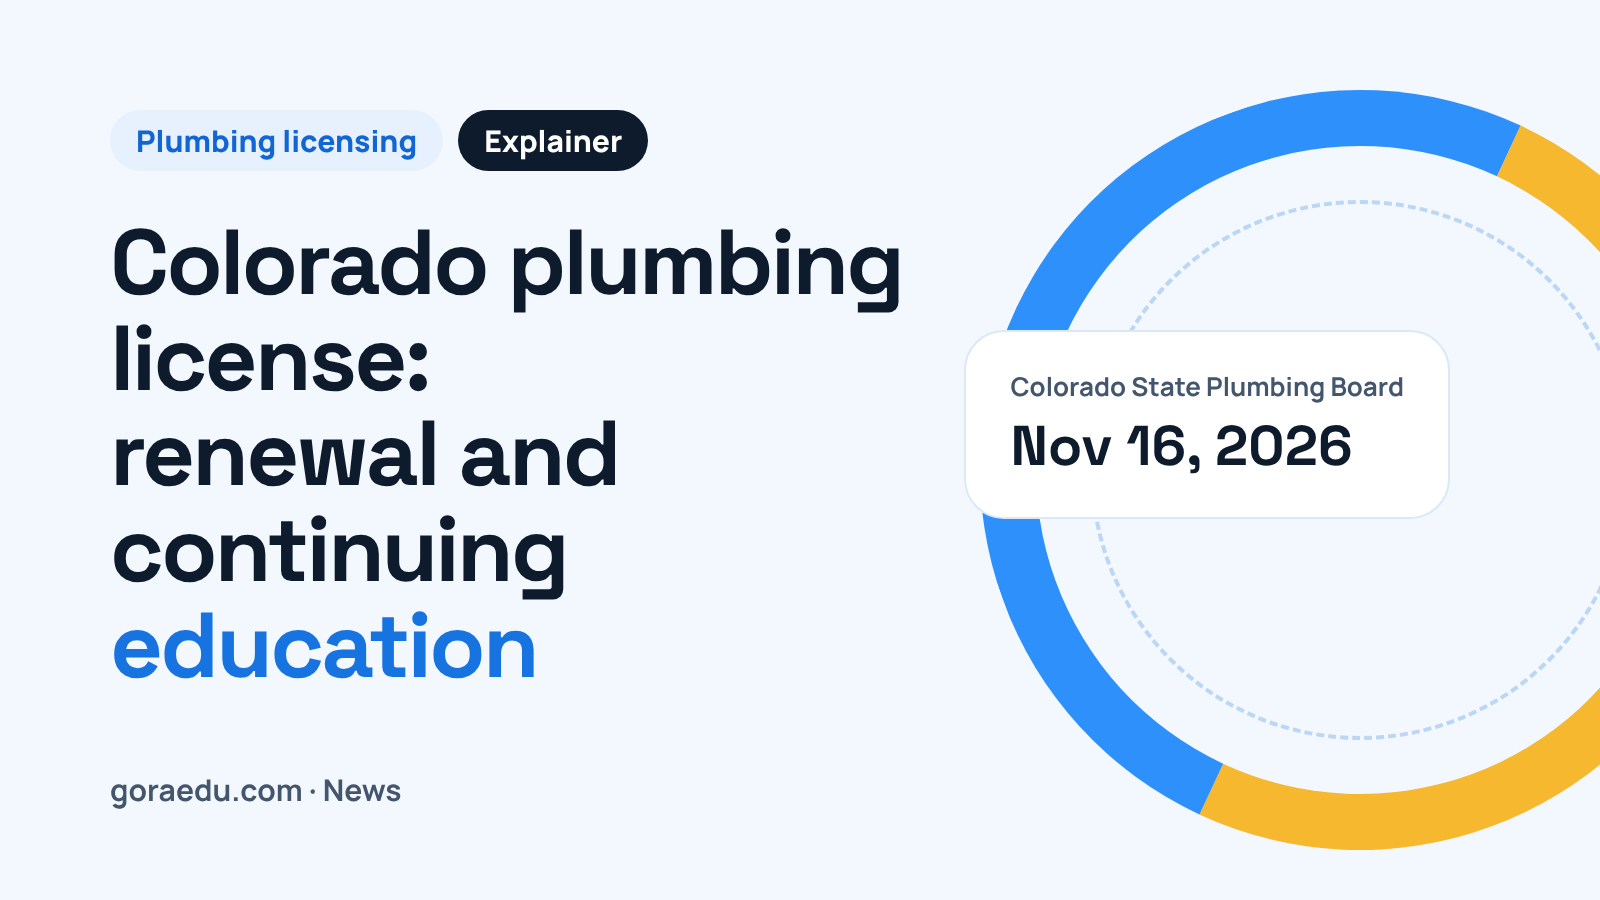 Plumbing licensing
Explainer
Colorado plumbing
license:
renewal and
continuing
education
Colorado State Plumbing Board
Nov 16, 2026
goraedu.com · News